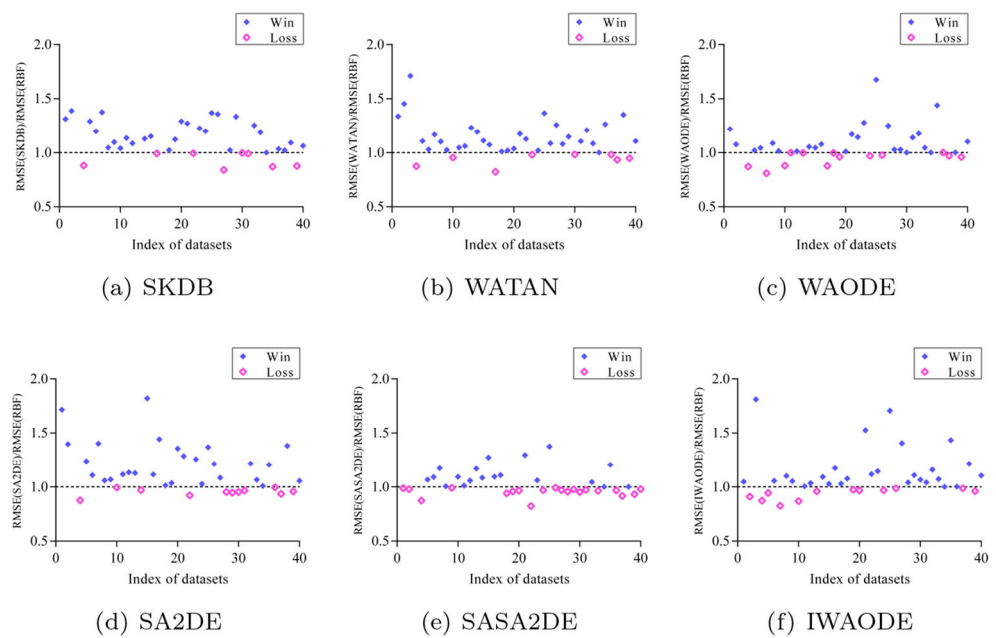 Win
Loss
2.0
1.5
1.0
0.5
RMSE(SKDB)/RMSE(RBF)
0 10 20 30 40
Index of datasets
(a) SKDB
Win
Loss
2.0
1.5
1.0
0.5
RMSE(WATAN)/RMSE(RBF)
0 10 20 30 40
Index of datasets
(b) WATAN
Win
Loss
2.0
1.5
1.0
0.5
RMSE(WAODE)/RMSE(RBF)
0 10 20 30 40
Index of datasets
(c) WAODE
Win
Loss
2.0
1.5
1.0
0.5
RMSE(SA2DE)/RMSE(RBF)
0 10 20 30 40
Index of datasets
(d) SA2DE
Win
Loss
2.0
1.5
1.0
0.5
RMSE(SASA2DE)/RMSE(RBF)
0 10 20 30 40
Index of datasets
(e) SASA2DE
Win
Loss
2.0
1.5
1.0
0.5
RMSE(IWAODE)/RMSE(RBF)
0 10 20 30 40
Index of datasets
(f) IWAODE